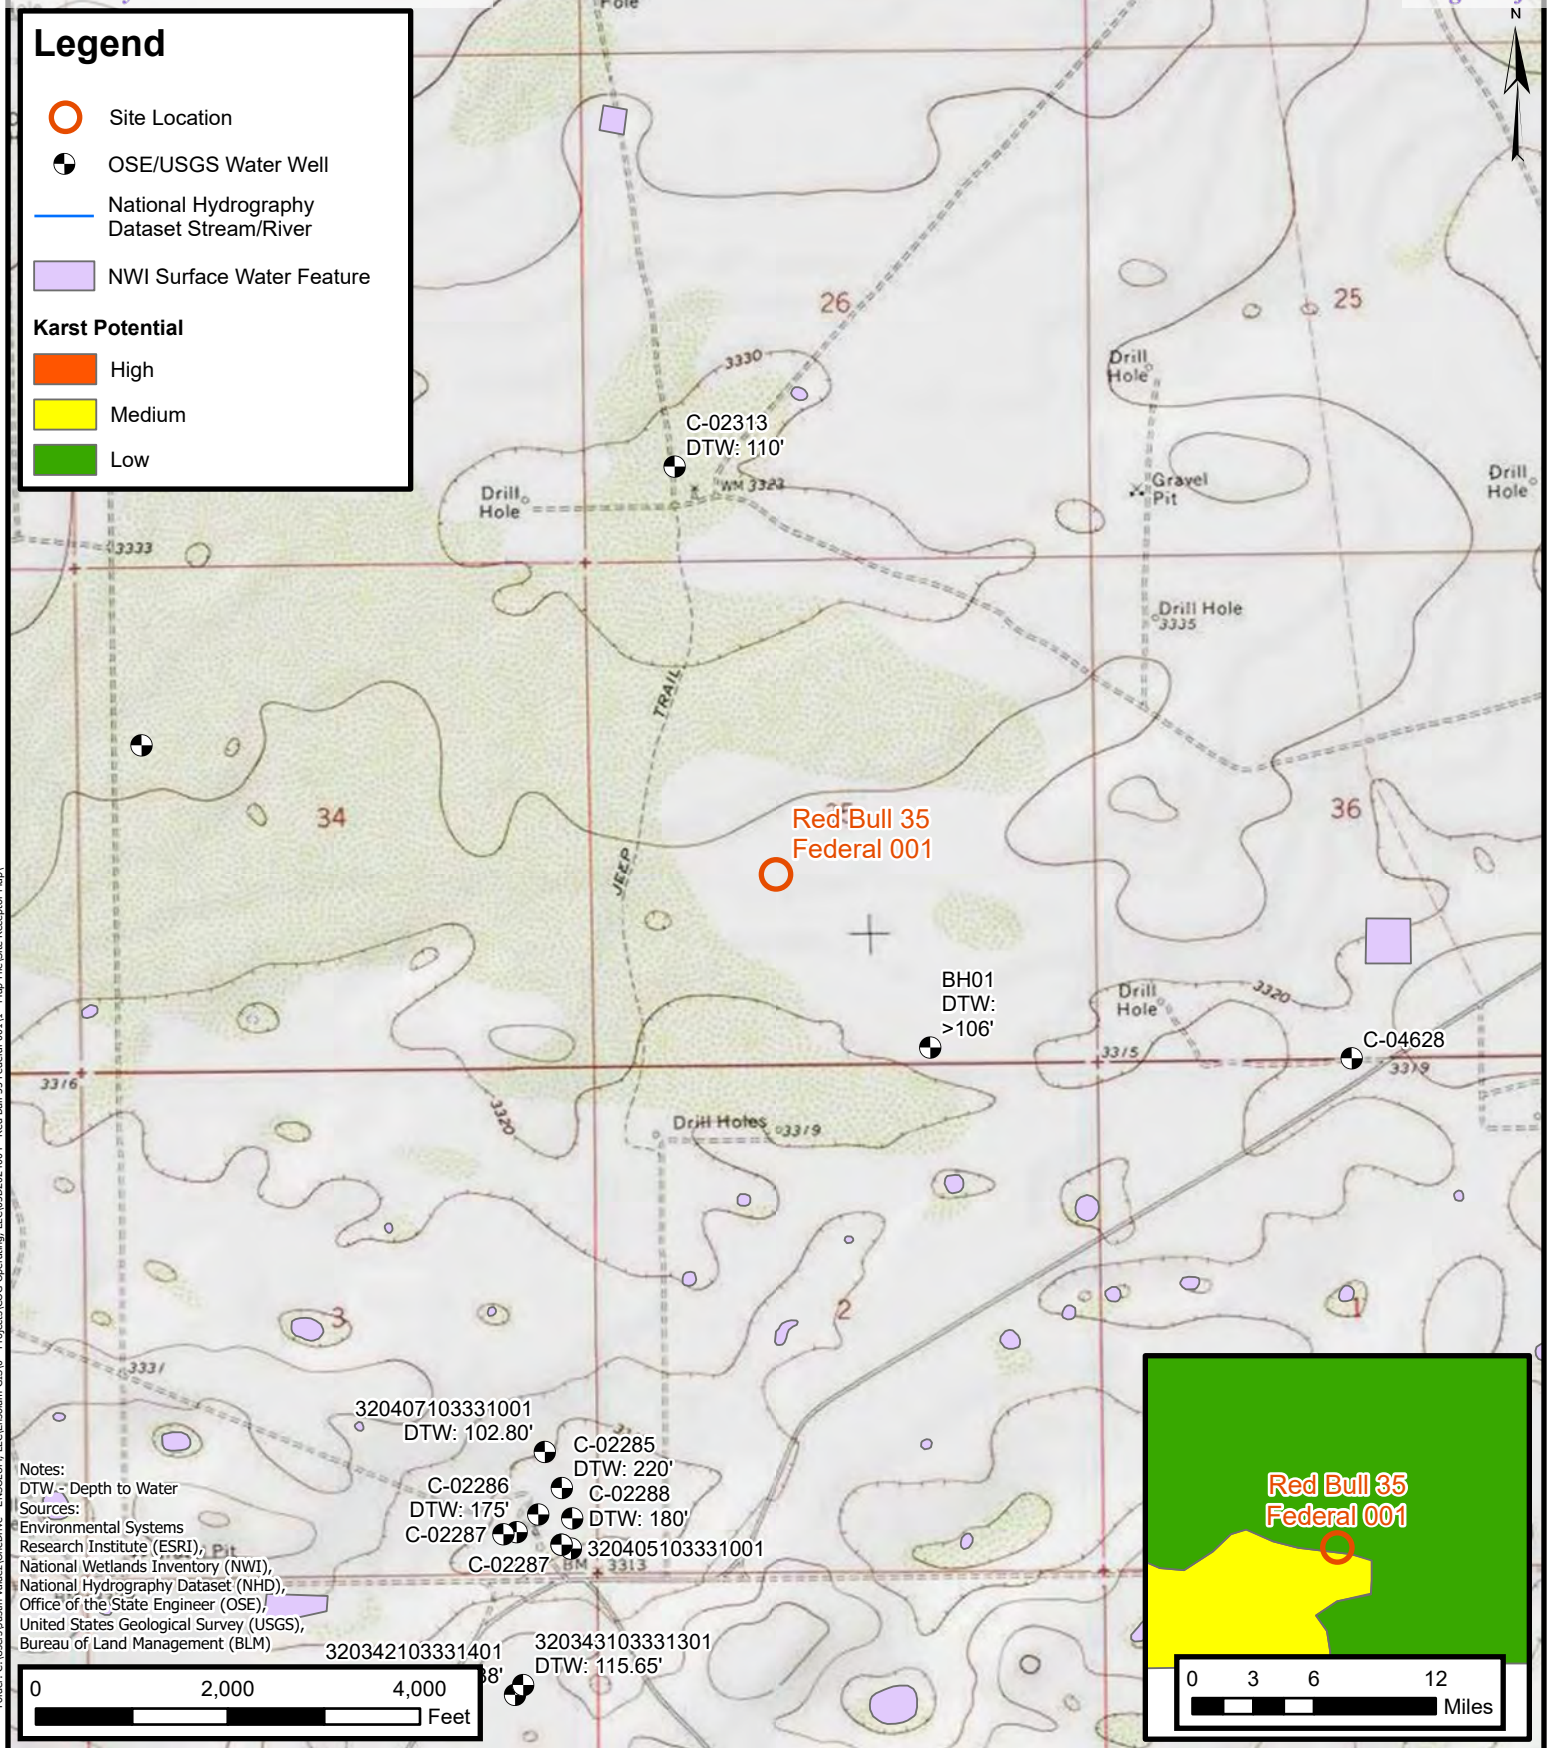 Hole
N
Legend
Site Location
OSE/USGS Water Well
National Hydrography
Dataset Stream/River
NWI Surface Water Feature
Karst Potential
High
Medium
Low
26
25
3330
Drill
Hole
C-02313
DTW: 110'
WM 3323
Drill
Hole
Gravel
Pit
Drill
Hole
3333
Drill Hole
3335
TRAIL
34
36
Red Bull 35
Federal 001
JEEP
BH01
DTW:
>106'
Drill
Hole
3320
C-04628
3315
3319
3316
3320
Drill Holes
3319
3
2
1
3331
320407103331001
DTW: 102.80'
C-02285
DTW: 220'
C-02286
DTW: 175'
C-02288
DTW: 180'
C-02287
320405103331001
C-02287
BM
3313
Pit
Notes:
DTW - Depth to Water
Sources:
Environmental Systems
Research Institute (ESRI),
National Wetlands Inventory (NWI),
National Hydrography Dataset (NHD),
Office of the State Engineer (OSE),
United States Geological Survey (USGS),
Bureau of Land Management (BLM)
320342103331401
38'
320343103331301
DTW: 115.65'
0
2,000
4,000
Feet
Red Bull 35
Federal 001
0
3
6
12
Miles